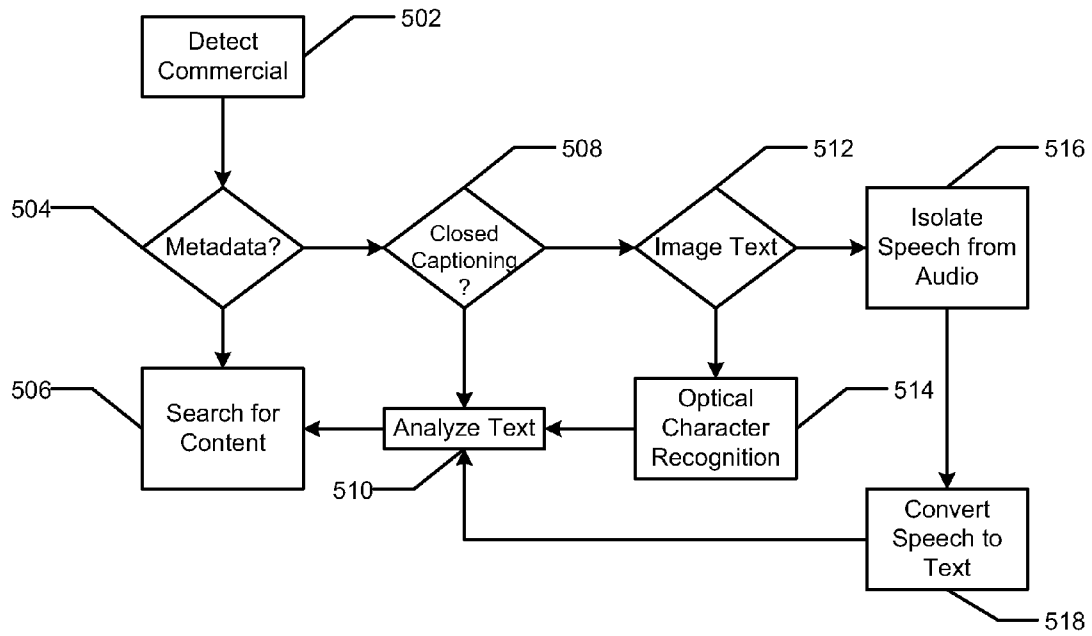 Detect
Commercial
502
504
Metadata?
508
Closed
Captioning
?
512
Image Text
516
Isolate
Speech from
Audio
506
Search for
Content
Analyze Text
510
Optical
Character
Recognition
514
Convert
Speech to
Text
518